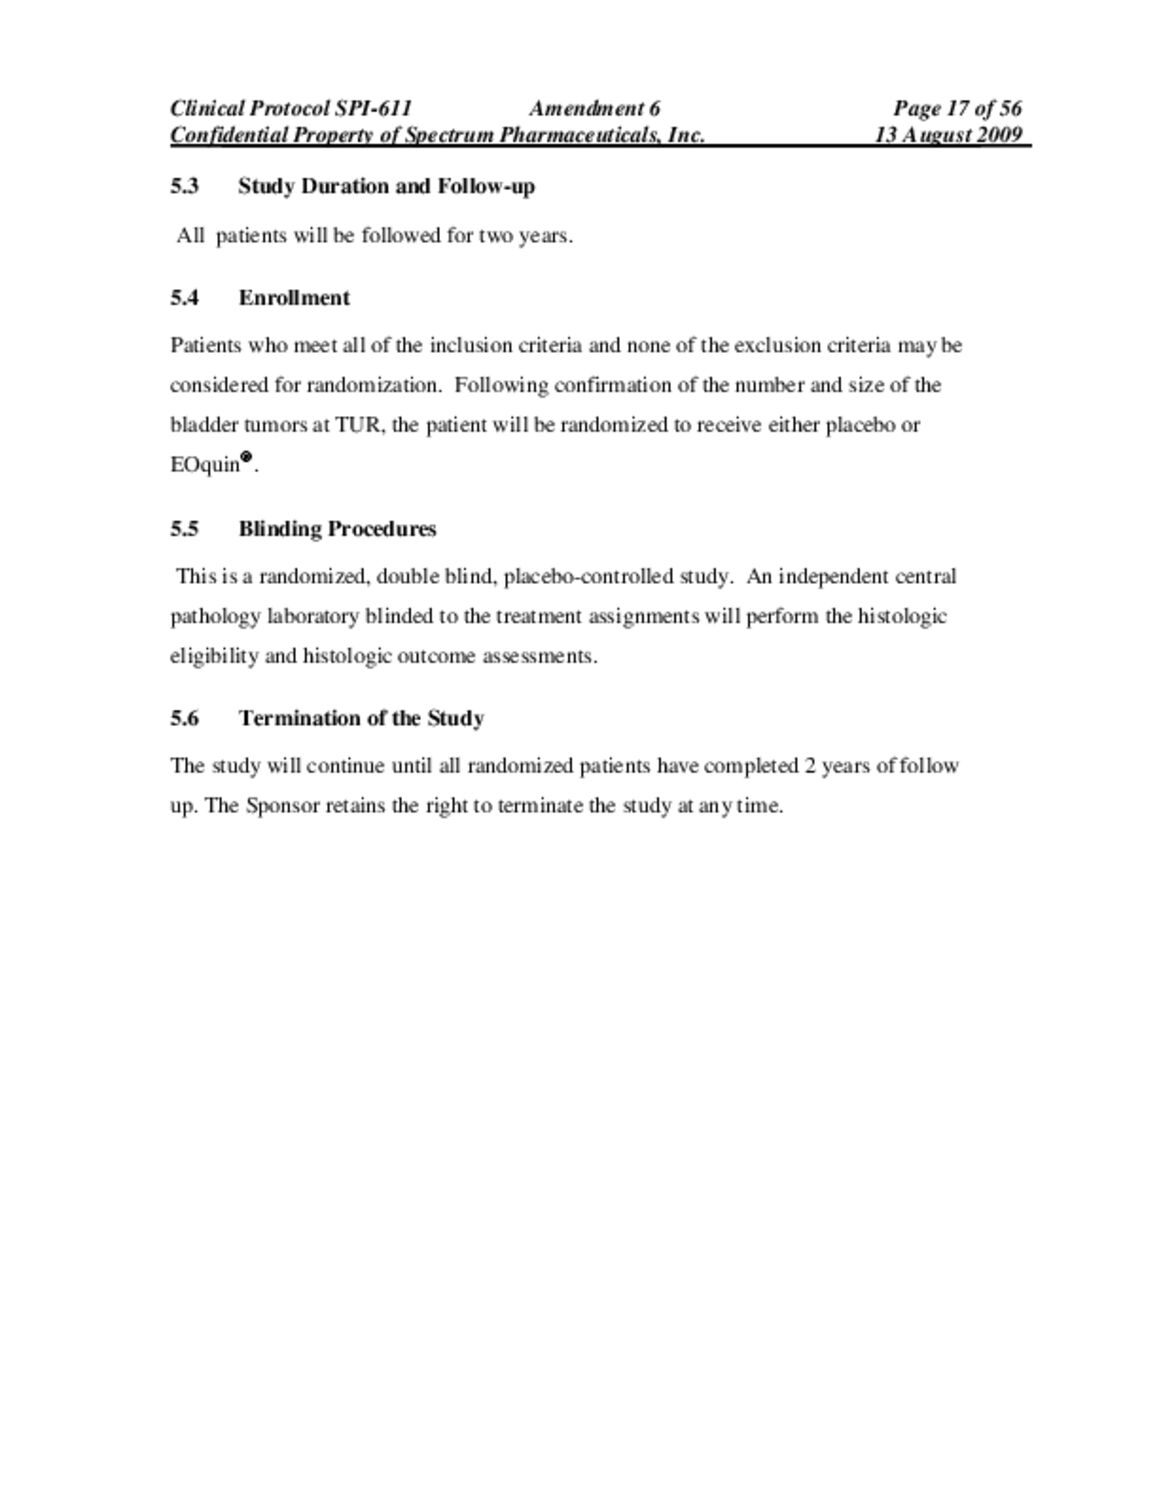 Clinical Protocol SPI-611 Amendment 6 Page 17 of 56
Confidential Property of Spectrum Pharmaceuticals, Inc. 13 August 2009
5.3 Study Duration and Follow-up
All patients will be followed for two years.
5.4 Enrollment
Patients who meet all of the inclusion criteria and none of the exclusion criteria may be
considered for randomization. Following confirmation of the number and size of the
bladder tumors at TUR, the patient will be randomized to receive either placebo or
EOquin®.
5.5 Blinding Procedures
This is a randomized, double blind, placebo-controlled study. An independent central
pathology laboratory blinded to the treatment assignments will perform the histologic
eligibility and histologic outcome assessments.
5.6 Termination of the Study
The study will continue until all randomized patients have completed 2 years of follow
up. The Sponsor retains the right to terminate the study at any time.